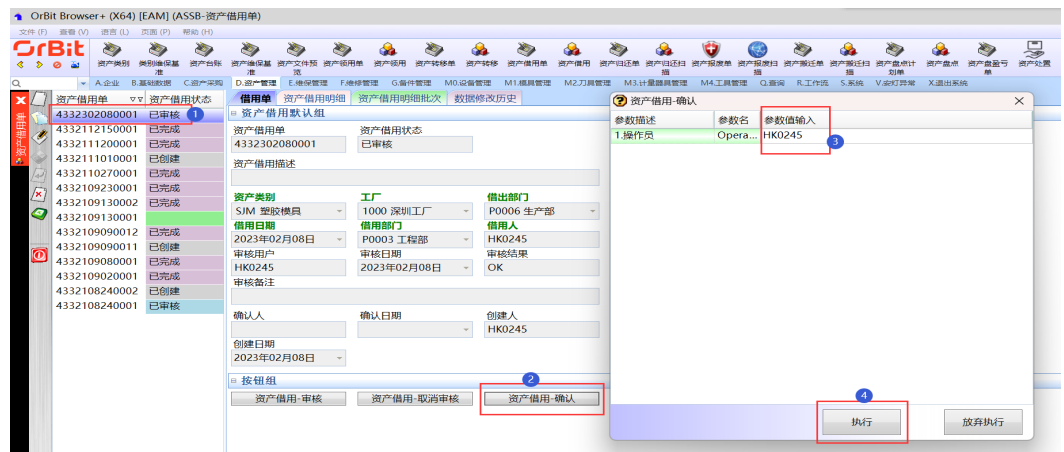 OrBit Browser+ (X64) [EAM] (ASSB-资产借用单)
文件 (F) 查看 (V) 语言 (L) 页面 (P) 帮助 (H)
OrBit
资产类别 类别维保基准 资产台账 资产维保基准 资产文件预览 资产领用单 资产领用 资产转移单 资产转移 资产借用单 资产借用 资产归还单 资产归还扫描 资产报废单 资产报废扫描 资产搬迁单 资产搬迁扫描 资产盘点计划单 资产盘点 资产盘盈亏单 资产处置
A.企业 B.基础数据 C.资产采购 D.资产管理 E.维保管理 F.维修管理 G.备件管理 M0.设备管理 M1.模具管理 M2.刀具管理 M3.计量器具管理 M4.工具管理 Q.查询 R.工作流 S.系统 V.安灯异常 X.退出系统
资产借用单
资产借用单 资产借用状态
4332302080001 已审核 1
4332112150001 已完成
4332111200001 已完成
4332111010001 已创建
4332110270001 已完成
4332109230001 已完成
4332109130002 已完成
4332109130001
4332109090012 已完成
4332109090011 已创建
4332109080001 已完成
4332109020001 已完成
4332108240002 已创建
4332108240001 已审核
借用单 资产借用明细 资产借用明细批次 数据修改历史
资产借用默认组
资产借用单 资产借用状态
4332302080001 已审核
资产借用描述
资产类别 工厂 借出部门
SJM 塑胶模具 1000 深圳工厂 P0006 生产部
借用日期 借用部门 借用人
2023年02月08日 P0003 工程部 HK0245
审核用户 审核日期 审核结果
HK0245 2023年02月08日 OK
审核备注
确认人 确认日期 创建人
HK0245
创建日期
2023年02月08日
按钮组 2
资产借用-审核 资产借用-取消审核 资产借用-确认
资产借用-确认
参数描述 参数名 参数值输入
1.操作员 Opera... HK0245
3
4
执行 放弃执行